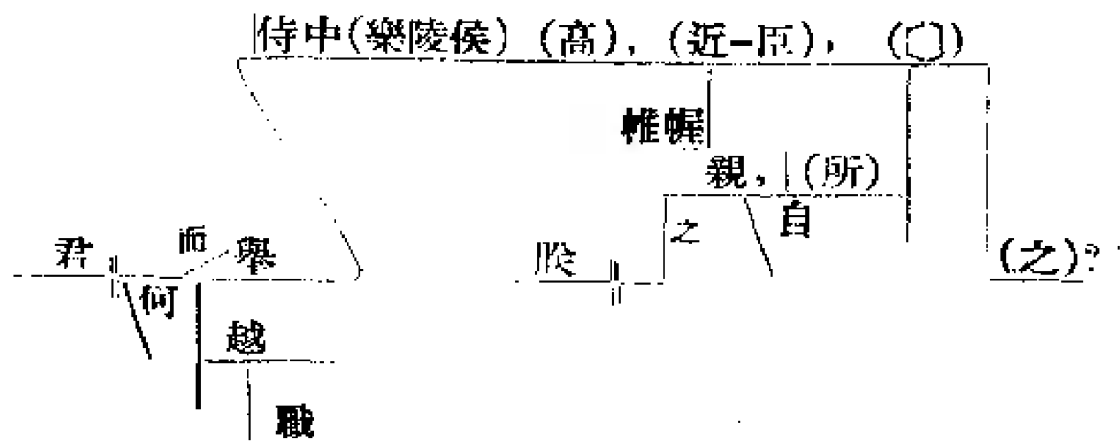 侍中(樂陵侯)(高), (近-臣), (〇)
帷幄
親, (所)
之 自
君 而 舉 朕 (之)?
何
越
職